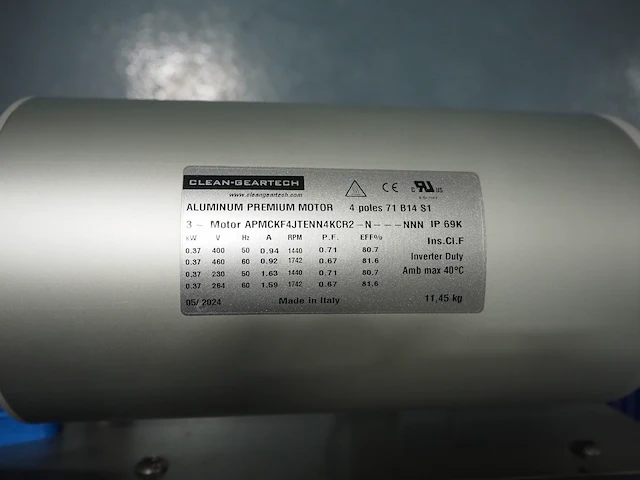 CLEAN-GEARTECH
www.cleangeartech.com
CE c RU US
ALUMINUM PREMIUM MOTOR 4 poles 71 B14 S1
3 ~ Motor APMCKF4JTENN4KCR2-N---NNN IP 69K
kW V Hz A RPM P.F. EFF% Ins.Cl.F
0.37 400 50 0.94 1440 0.71 80.7
0.37 460 60 0.92 1742 0.67 81.6 Inverter Duty
0.37 230 50 1.63 1440 0.71 80.7 Amb max 40°C
0.37 264 60 1.59 1742 0.67 81.6
05/ 2024 Made in Italy 11,45 kg